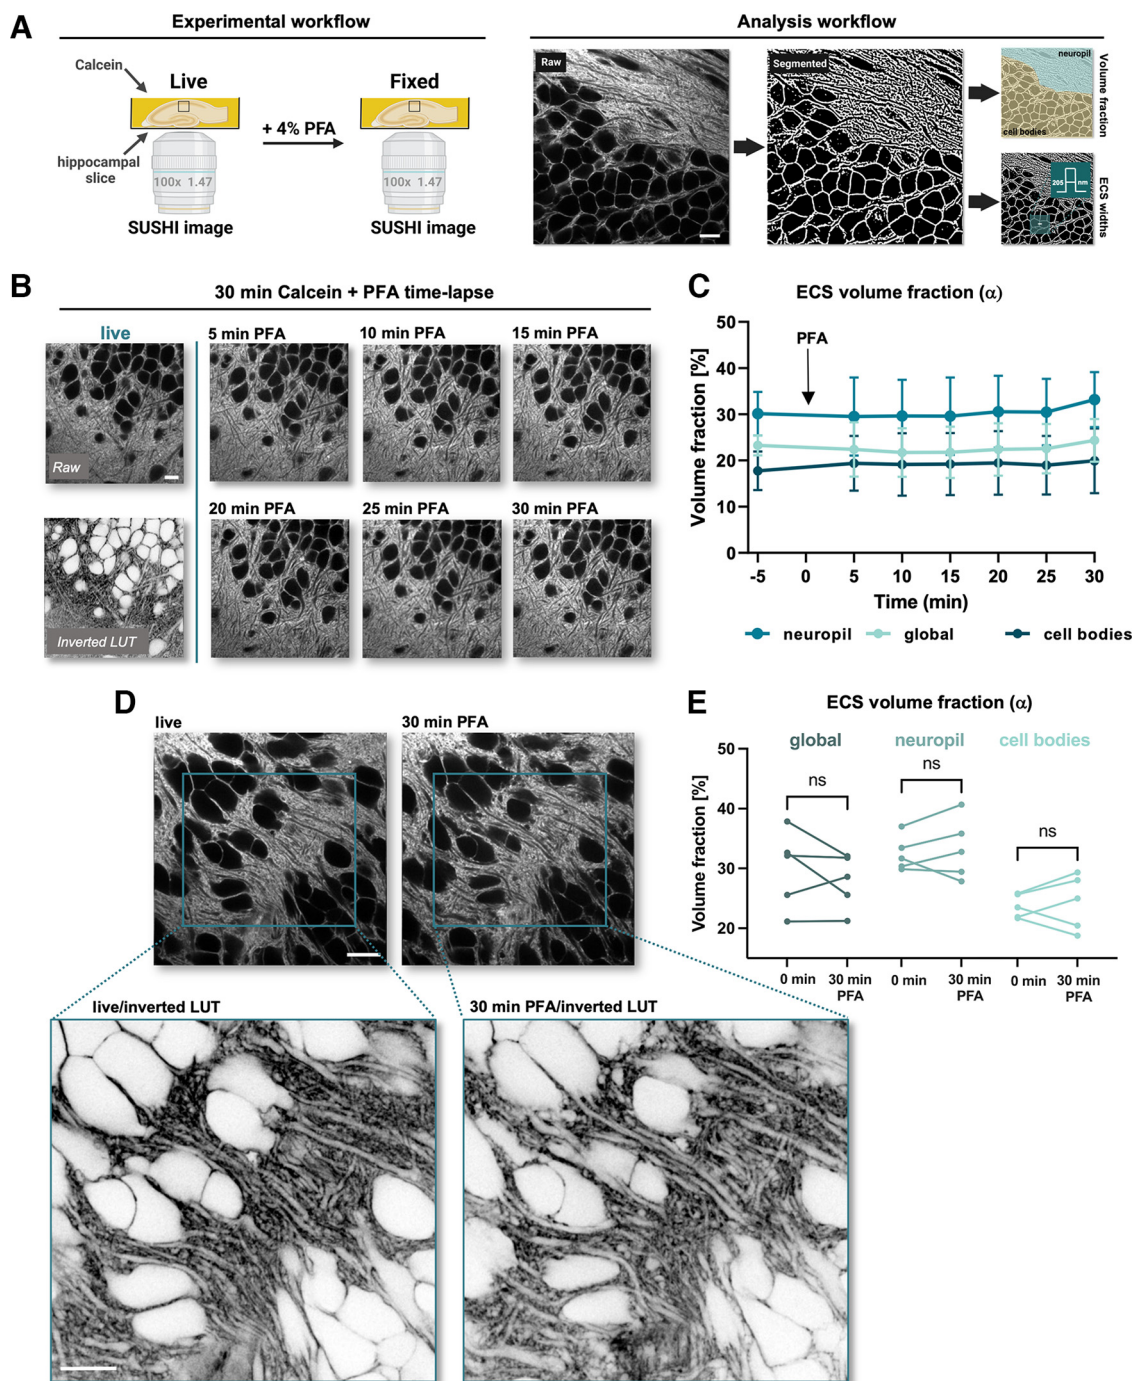 A
Experimental workflow
Analysis workflow
Calcein
Live
Fixed
+ 4% PFA
hippocampal
slice
100x 1.47
100x 1.47
SUSHI image
SUSHI image
Raw
Segmented
neuropil
cell bodies
Volume
fraction
205 nm
ECS
widths
B
30 min Calcein + PFA time-lapse
live
5 min PFA
10 min PFA
15 min PFA
Raw
20 min PFA
25 min PFA
30 min PFA
Inverted LUT
C
ECS volume fraction (α)
PFA
Volume fraction [%]
50
40
30
20
10
0
-5 0 5 10 15 20 25 30
Time (min)
neuropil global cell bodies
D
live
30 min PFA
live/inverted LUT
30 min PFA/inverted LUT
E
ECS volume fraction (α)
global neuropil cell bodies
Volume fraction [%]
50
40
30
20
ns
ns
ns
0 min 30 min PFA
0 min 30 min PFA
0 min 30 min PFA